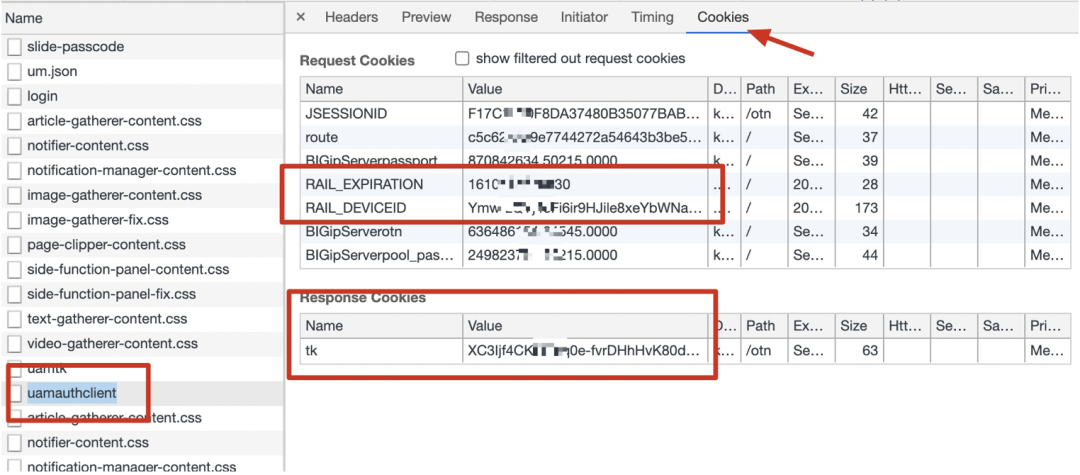 Name
slide-passcode
um.json
login
article-gatherer-content.css
notifier-content.css
notification-manager-content.css
image-gatherer-content.css
image-gatherer-fix.css
page-clipper-content.css
side-function-panel-content.css
side-function-panel-fix.css
text-gatherer-content.css
video-gatherer-content.css
uamtk
uamauthclient
article-gatherer-content.css
notifier-content.css
notification-manager-content.css
× Headers Preview Response Initiator Timing Cookies
Request Cookies show filtered out request cookies
Name Value D... Path Ex... Size Htt... Se... Sa... Pri...
JSESSIONID F17C F8DA37480B35077BAB... k... /otn Se... 42 Me...
route c5c62 9e7744272a54643b3be5... k... / Se... 37 Me...
BIGipServerpassport 870842634.50215.0000 k... / Se... 39 Me...
RAIL_EXPIRATION 1610 30 .... / 20... 28 Me...
RAIL_DEVICEID Ymw Fi6ir9HJile8xeYbWNa... .... / 20... 173 Me...
BIGipServerotn 636486 545.0000 k... / Se... 34 Me...
BIGipServerpool_pas... 2498237 215.0000 k... / Se... 44 Me...
Response Cookies
Name Value D... Path Ex... Size Htt... Se... Sa... Pri...
tk XC3Ijf4CK 0e-fvrDHhHvK80d... k... /otn Se... 63 Me...